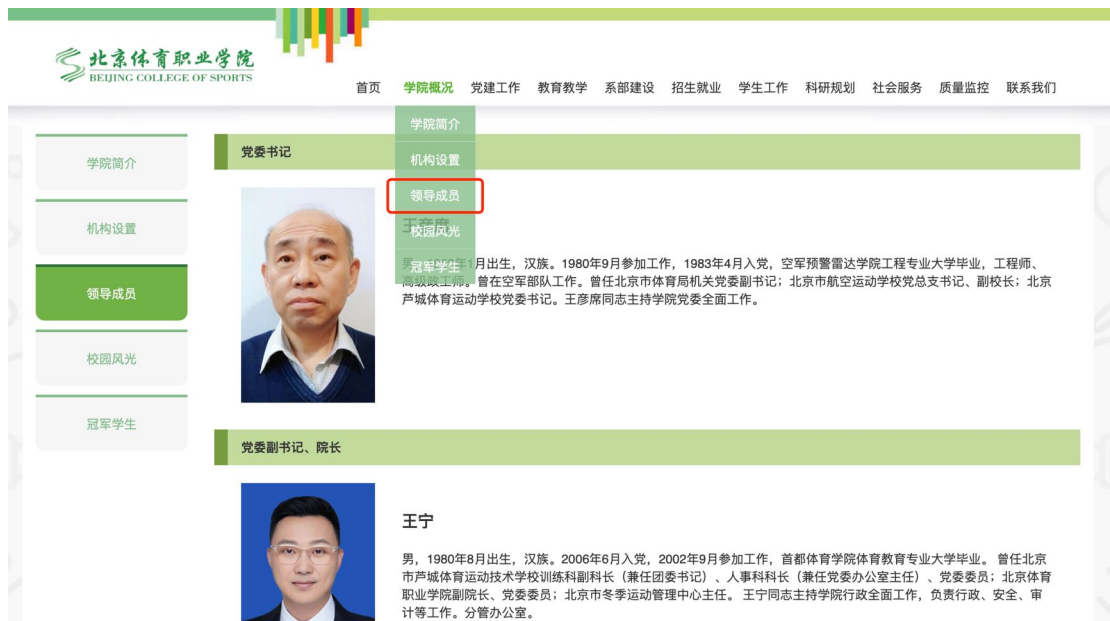 北京体育职业学院
BEIJING COLLEGE OF SPORTS
首页 学院概况 党建工作 教育教学 系部建设 招生就业 学生工作 科研规划 社会服务 质量监控 联系我们
学院简介
机构设置
领导成员
校园风光
冠军学生
学院简介
机构设置
领导成员
校园风光
冠军学生
党委书记
男,
1月出生,汉族。1980年9月参加工作,1983年4月入党,空军预警雷达学院工程专业大学毕业,工程师、
高级政工师。曾在空军部队工作。曾任北京市体育局机关党委副书记;北京市航空运动学校党总支书记、副校长;北京
芦城体育运动学校党委书记。王彦席同志主持学院党委全面工作。
党委副书记、院长
王宁
男,1980年8月出生,汉族。2006年6月入党,2002年9月参加工作,首都体育学院体育教育专业大学毕业。 曾任北京
市芦城体育运动技术学校训练科副科长(兼任团委书记)、人事科科长(兼任党委办公室主任)、党委委员;北京体育
职业学院副院长、党委委员;北京市冬季运动管理中心主任。 王宁同志主持学院行政全面工作,负责行政、安全、审
计等工作。分管办公室。